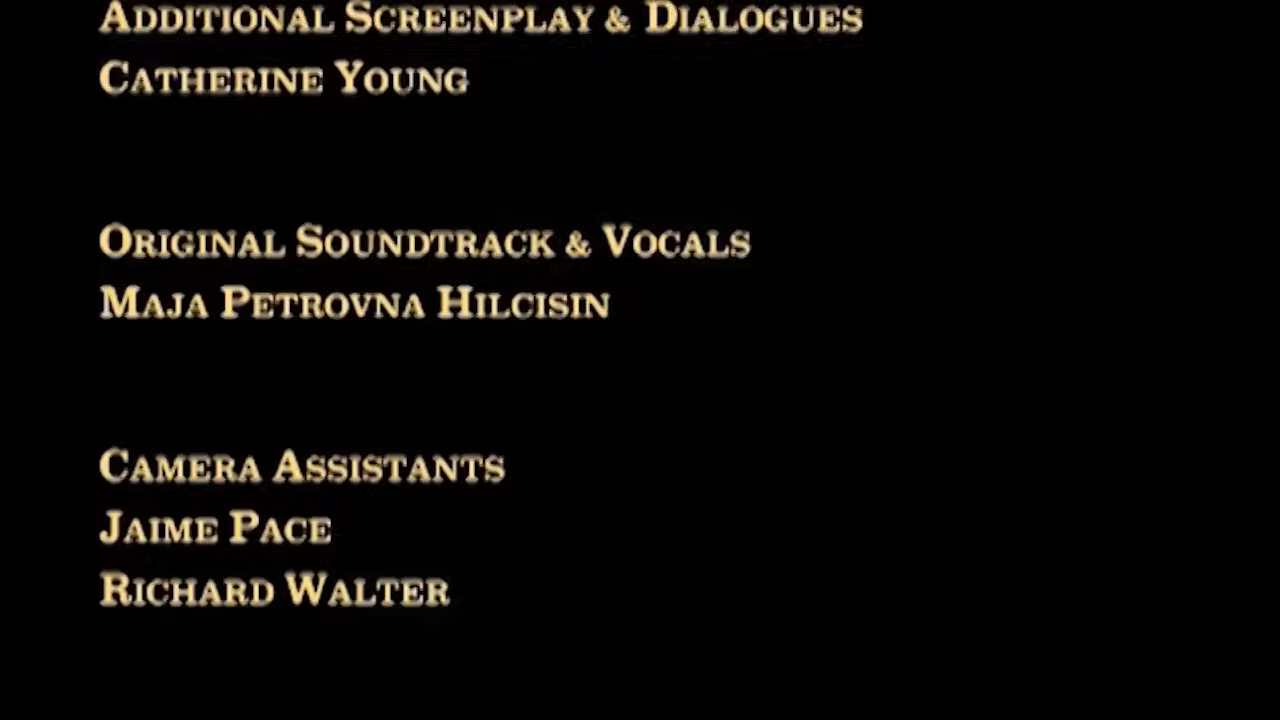 Additional Screenplay & Dialogues
Catherine Young
Original Soundtrack & Vocals
Maja Petrovna Hilcisin
Camera Assistants
Jaime Pace
Richard Walter